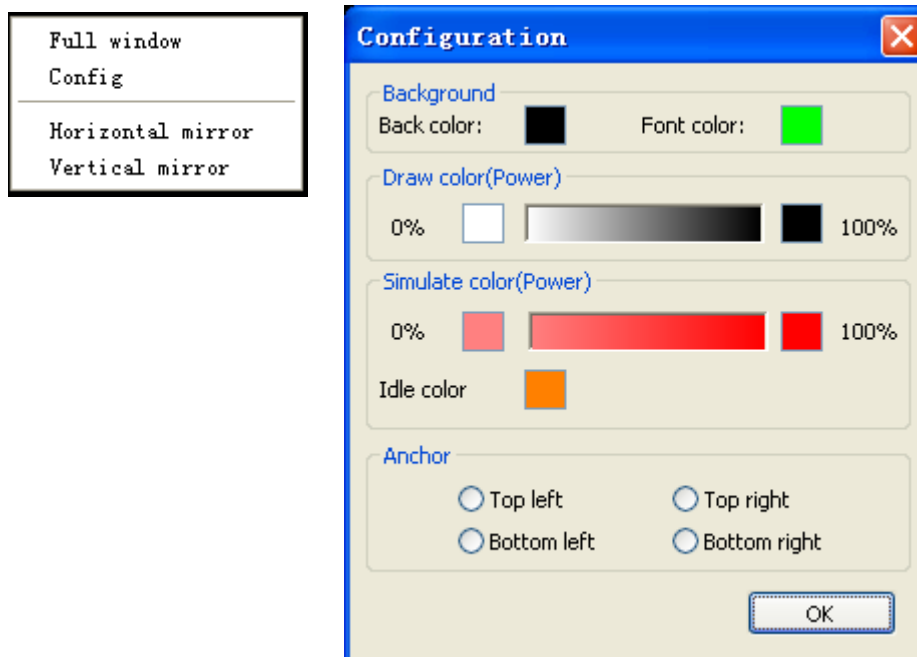 Full window
Config
Horizontal mirror
Vertical mirror
Configuration
Background
Back color: Font color:
Draw color(Power)
0% 100%
Simulate color(Power)
0% 100%
Idle color
Anchor
Top left Top right
Bottom left Bottom right
OK